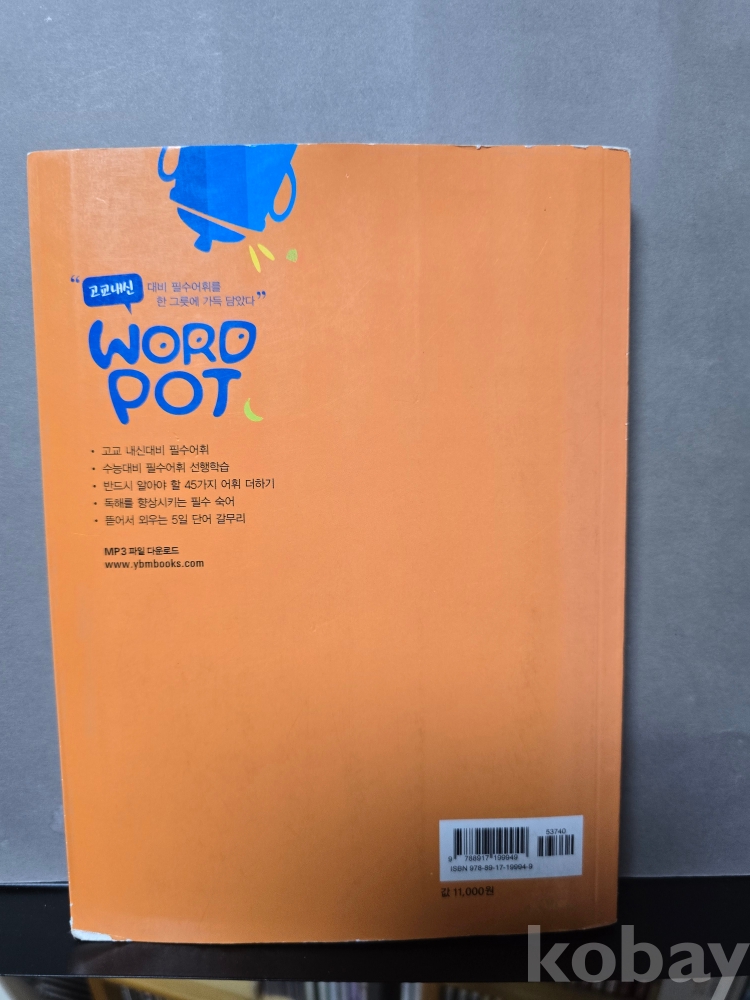 “ 고교내신 대비 필수어휘를
한 그릇에 가득 담았다 ”
WORD
POT
• 고교 내신대비 필수어휘
• 수능대비 필수어휘 선행학습
• 반드시 알아야 할 45가지 어휘 더하기
• 독해를 향상시키는 필수 숙어
• 뜯어서 외우는 5일 단어 갈무리
MP3 파일 다운로드
www.ybmbooks.com
53740
9 788917 199949
ISBN 978-89-17-19994-9
값 11,000원
kobay